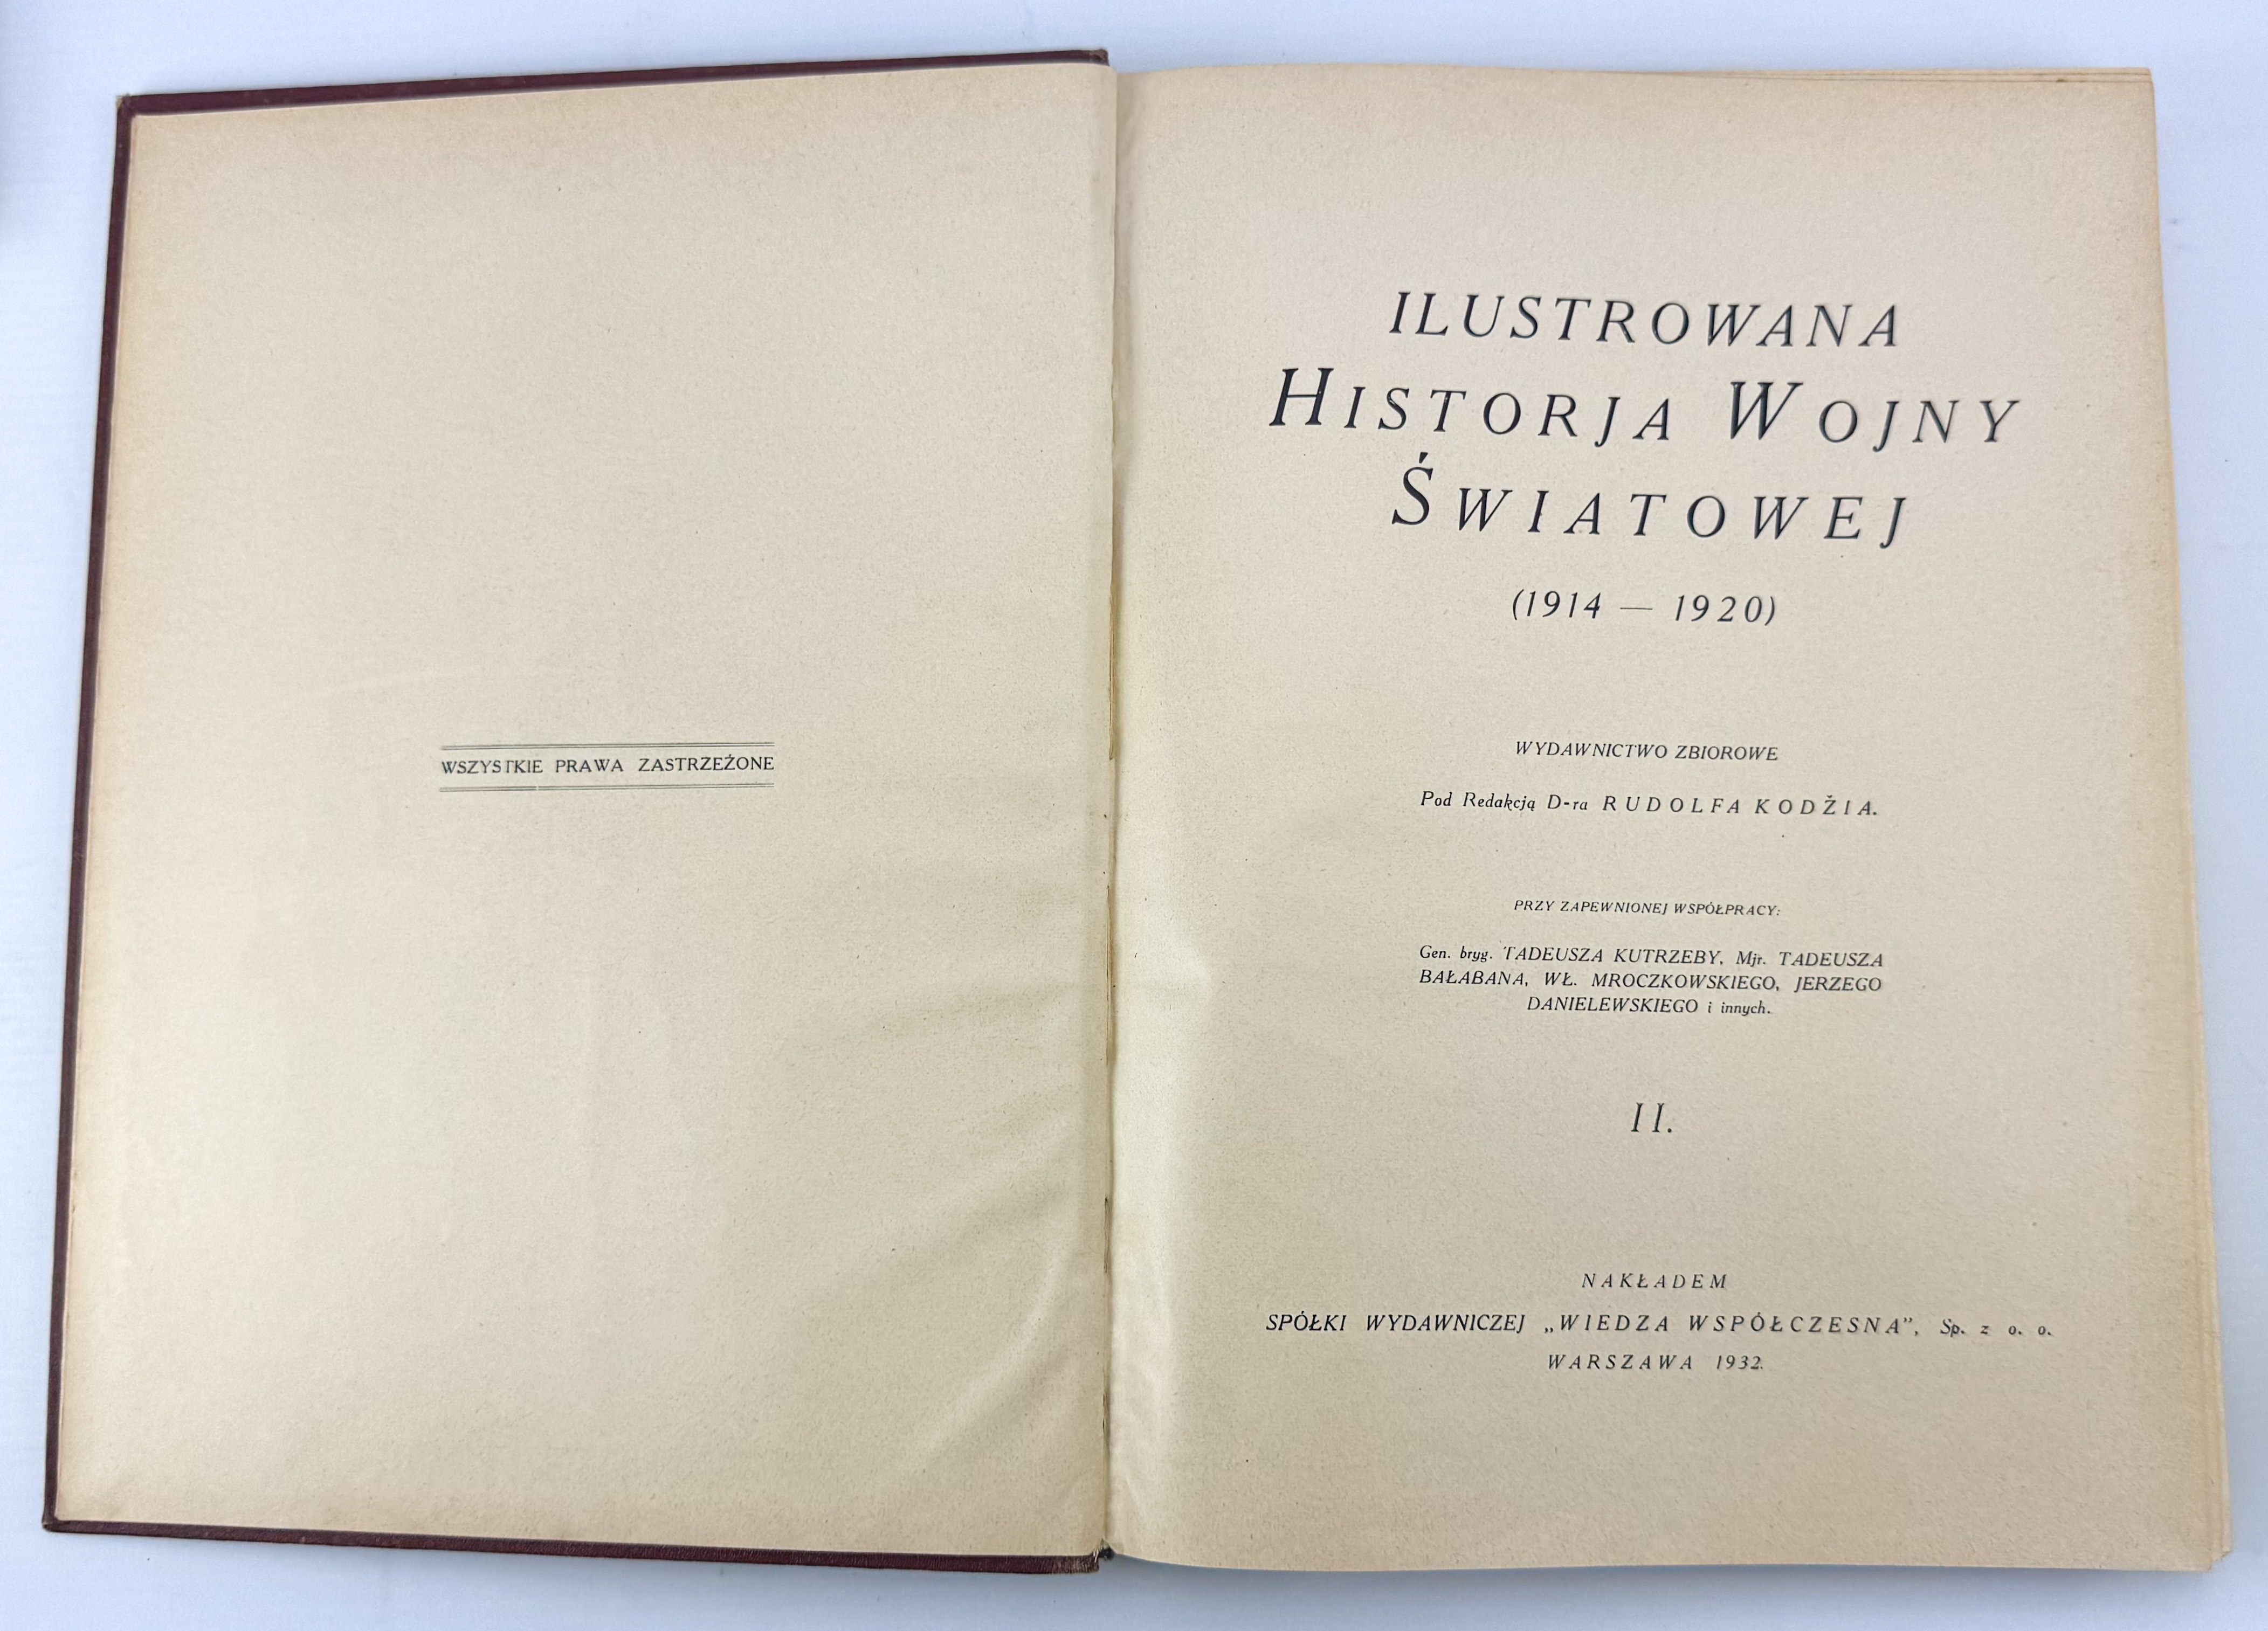 WSZYSTKIE PRAWA ZASTRZEŻONE
ILUSTROWANA
HISTORJA WOJNY
ŚWIATOWEJ
(1914 — 1920)
WYDAWNICTWO ZBIOROWE
Pod Redakcją D-ra RUDOLFA KODŽIA.
PRZY ZAPEWNIONEJ WSPÓŁPRACY:
Gen. bryg. TADEUSZA KUTRZEBY, Mjr. TADEUSZA
BAŁABANA, WŁ. MROCZKOWSKIEGO, JERZEGO
DANIELEWSKIEGO i innych.
II.
NAKŁADEM
SPÓŁKI WYDAWNICZEJ „WIEDZA WSPÓŁCZESNA”, Sp. z o. o.
WARSZAWA 1932.